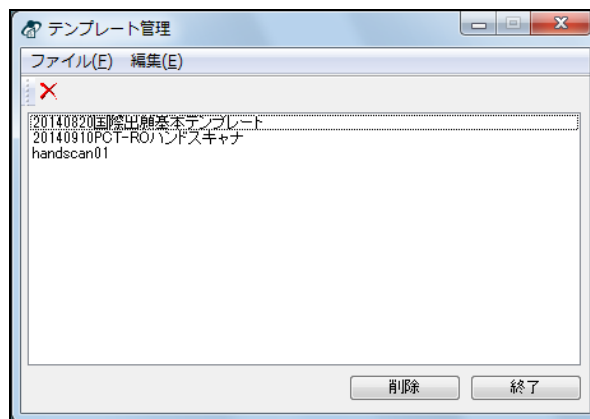 テンプレート管理
ファイル(F) 編集(E)
20140820国際出願基本テンプレート
20140910PCT-ROハンドスキャナ
handscan01
削除 終了